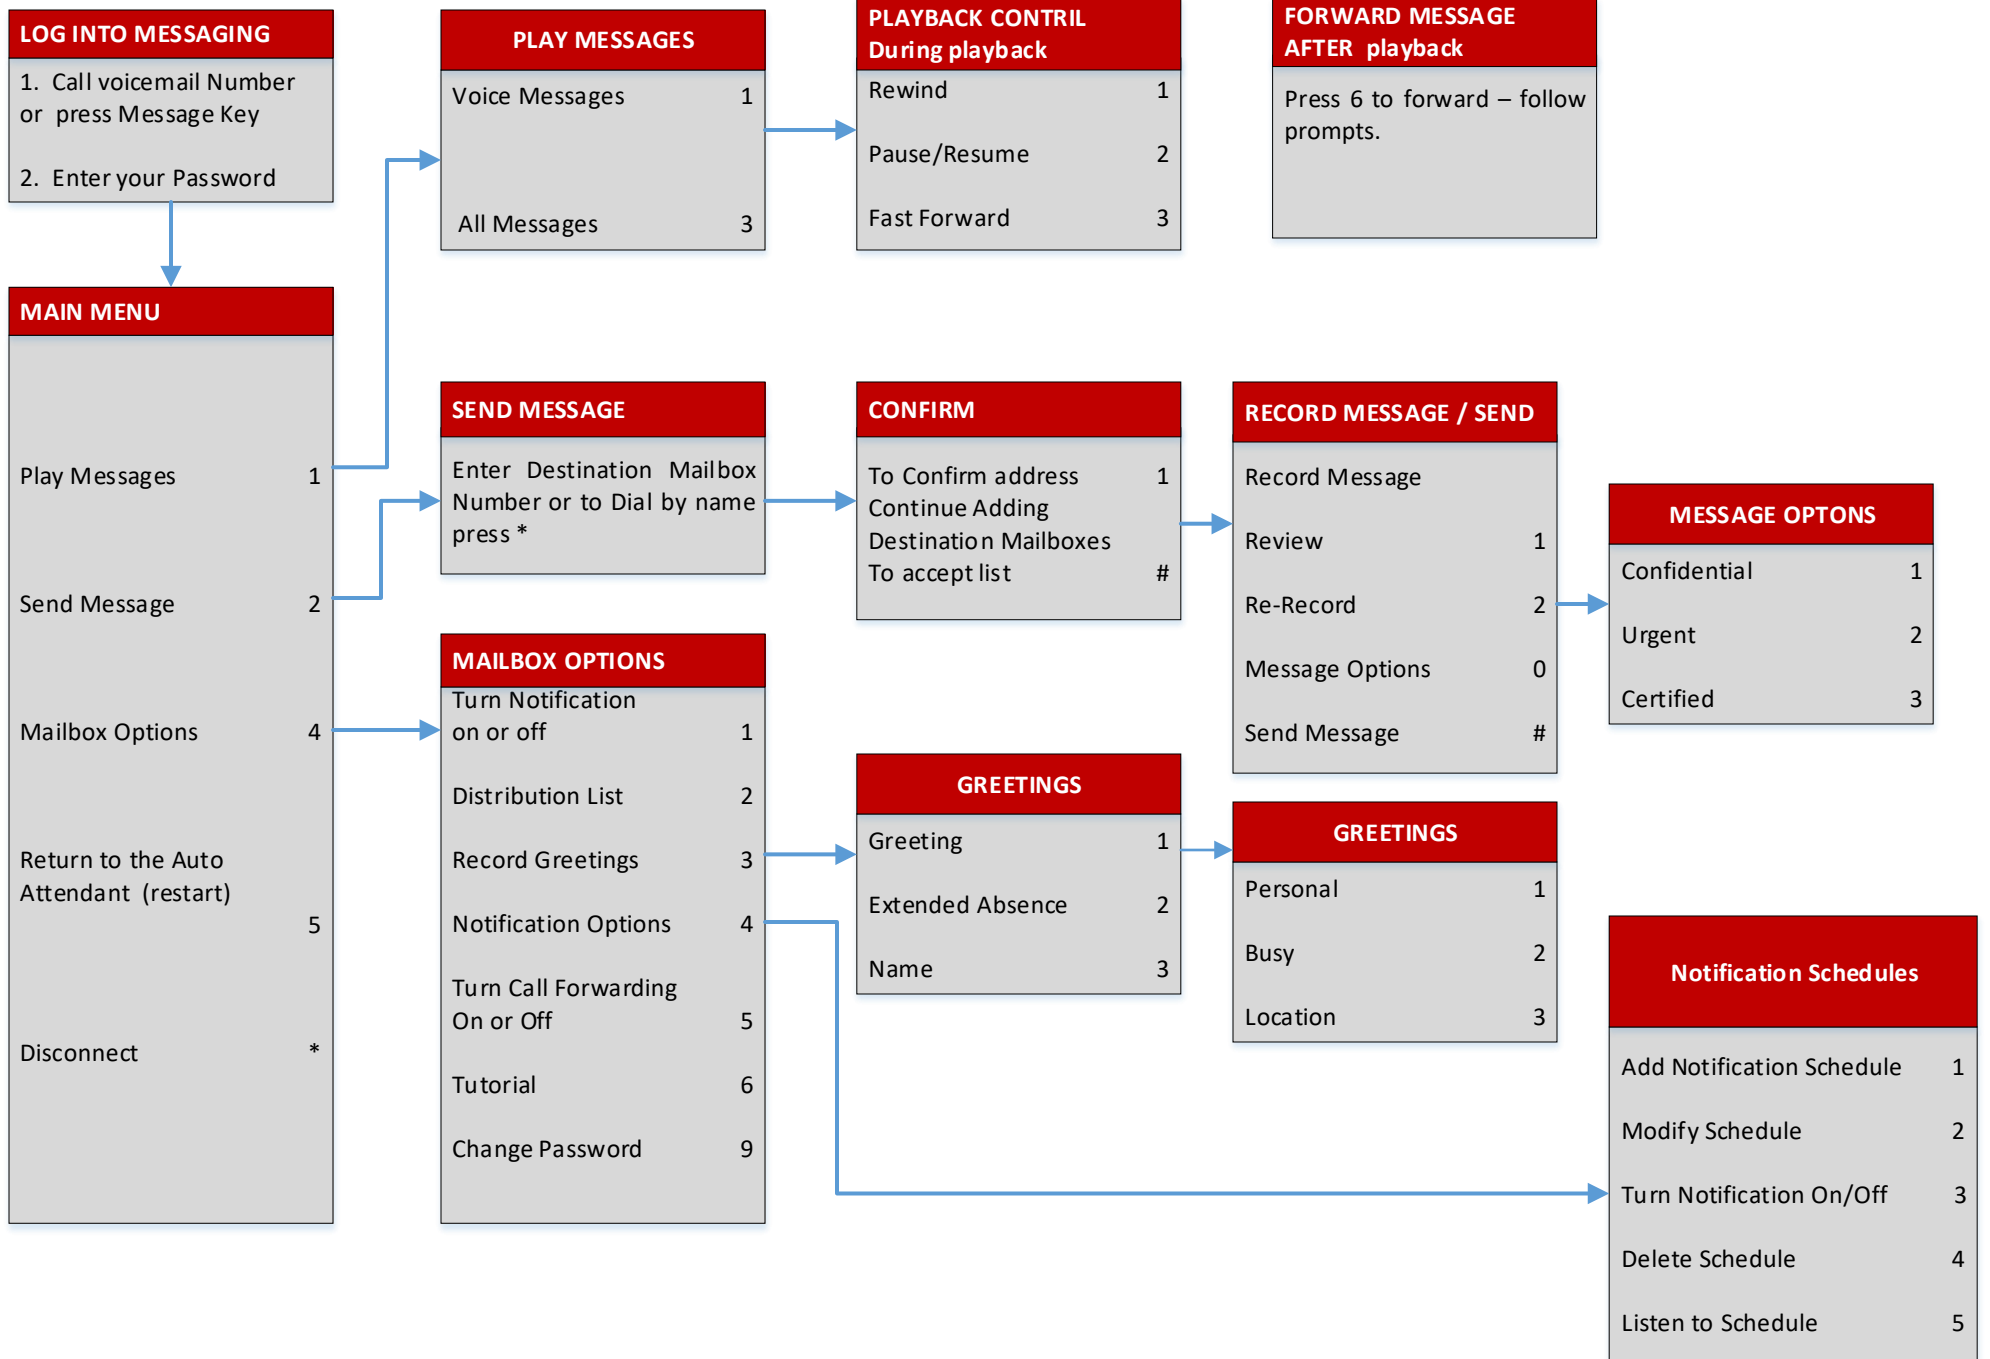 LOG INTO MESSAGING
1. Call voicemail Number
or press Message Key
2. Enter your Password
PLAY MESSAGES
Voice Messages 1
All Messages 3
PLAYBACK CONTRIL
During playback
Rewind 1
Pause/Resume 2
Fast Forward 3
FORWARD MESSAGE
AFTER playback
Press 6 to forward – follow
prompts.
MAIN MENU
Play Messages 1
Send Message 2
Mailbox Options 4
Return to the Auto
Attendant (restart)
5
Disconnect *
SEND MESSAGE
Enter Destination Mailbox
Number or to Dial by name
press *
CONFIRM
To Confirm address 1
Continue Adding
Destination Mailboxes
To accept list #
RECORD MESSAGE / SEND
Record Message
Review 1
Re-Record 2
Message Options 0
Send Message #
MESSAGE OPTONS
Confidential 1
Urgent 2
Certified 3
MAILBOX OPTIONS
Turn Notification
on or off 1
Distribution List 2
Record Greetings 3
Notification Options 4
Turn Call Forwarding
On or Off 5
Tutorial 6
Change Password 9
GREETINGS
Greeting 1
Extended Absence 2
Name 3
GREETINGS
Personal 1
Busy 2
Location 3
Notification Schedules
Add Notification Schedule 1
Modify Schedule 2
Turn Notification On/Off 3
Delete Schedule 4
Listen to Schedule 5